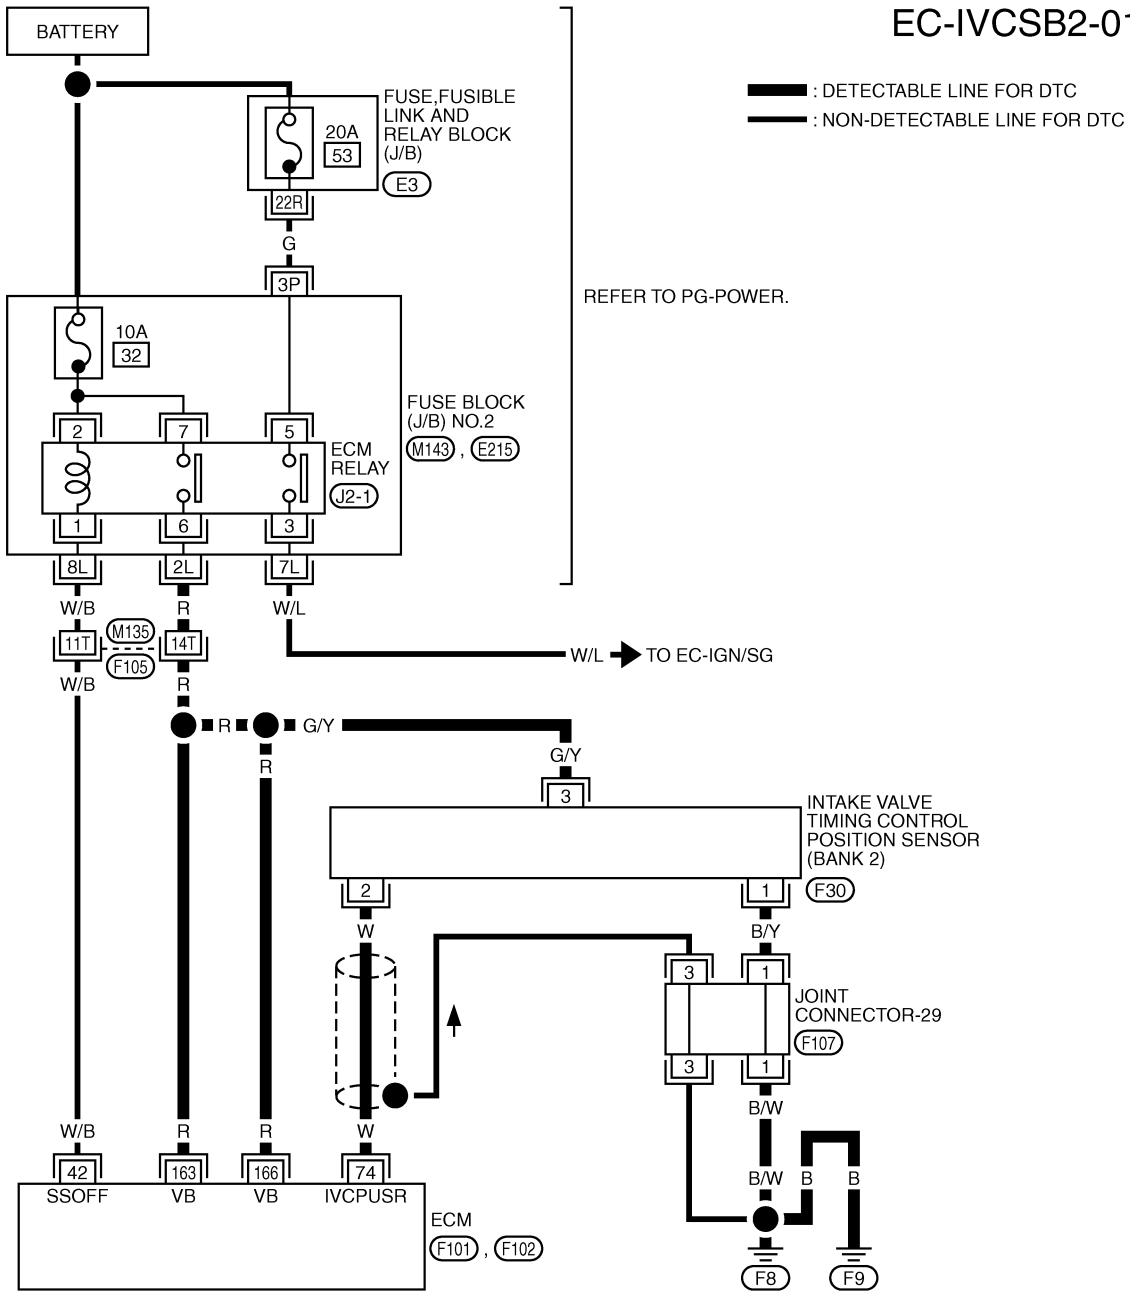 EC-IVCSB2-01
BATTERY
: DETECTABLE LINE FOR DTC
: NON-DETECTABLE LINE FOR DTC
FUSE,FUSIBLE
LINK AND
RELAY BLOCK
(J/B)
E3
20A
53
22R
G
3P
REFER TO PG-POWER.
10A
32
FUSE BLOCK
(J/B) NO.2
M143 , E215
2
7
5
ECM
RELAY
J2-1
1
6
3
8L
2L
7L
W/B
R
W/L
11T
M135
14T
F105
W/L
TO EC-IGN/SG
W/B
R
R
G/Y
G/Y
R
3
INTAKE VALVE
TIMING CONTROL
POSITION SENSOR
(BANK 2)
F30
2
1
W
B/Y
3
1
JOINT
CONNECTOR-29
F107
3
1
B/W
W/B
R
R
W
B/W
B
B
42
163
166
74
SSOFF
VB
VB
IVCPUSR
ECM
F101 , F102
F8
F9